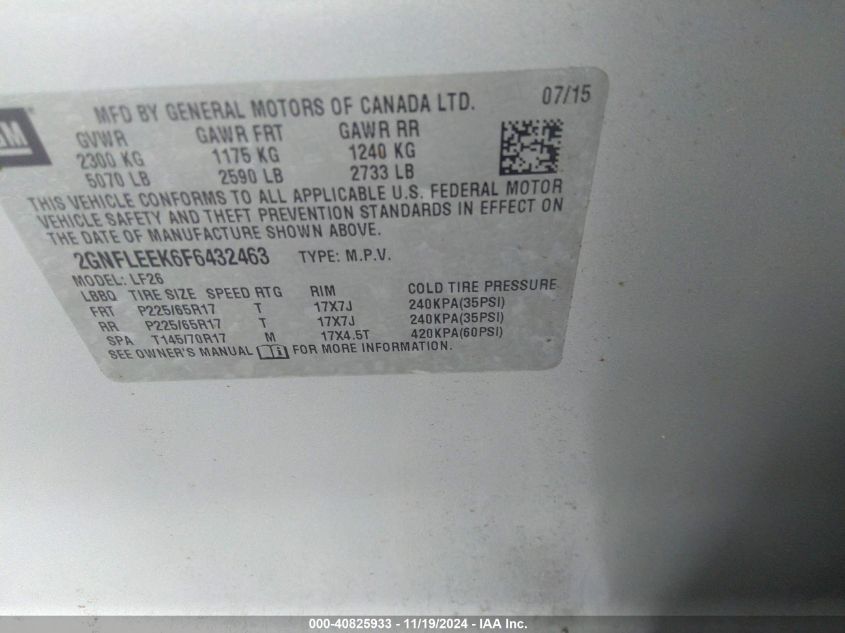 MFD BY GENERAL MOTORS OF CANADA LTD. 07/15
GM
GVWR GAWR FRT GAWR RR
2300 KG 1175 KG 1240 KG
5070 LB 2590 LB 2733 LB
THIS VEHICLE CONFORMS TO ALL APPLICABLE U.S. FEDERAL MOTOR
VEHICLE SAFETY AND THEFT PREVENTION STANDARDS IN EFFECT ON
THE DATE OF MANUFACTURE SHOWN ABOVE.
2GNFLEEK6F6432463 TYPE: M.P.V.
MODEL: LF26
LBBQ TIRE SIZE SPEED RTG RIM COLD TIRE PRESSURE
FRT P225/65R17 T 17X7J 240KPA(35PSI)
RR P225/65R17 T 17X7J 240KPA(35PSI)
SPA T145/70R17 M 17X4.5T 420KPA(60PSI)
SEE OWNER'S MANUAL FOR MORE INFORMATION.
000-40825933 - 11/19/2024 - IAA Inc.